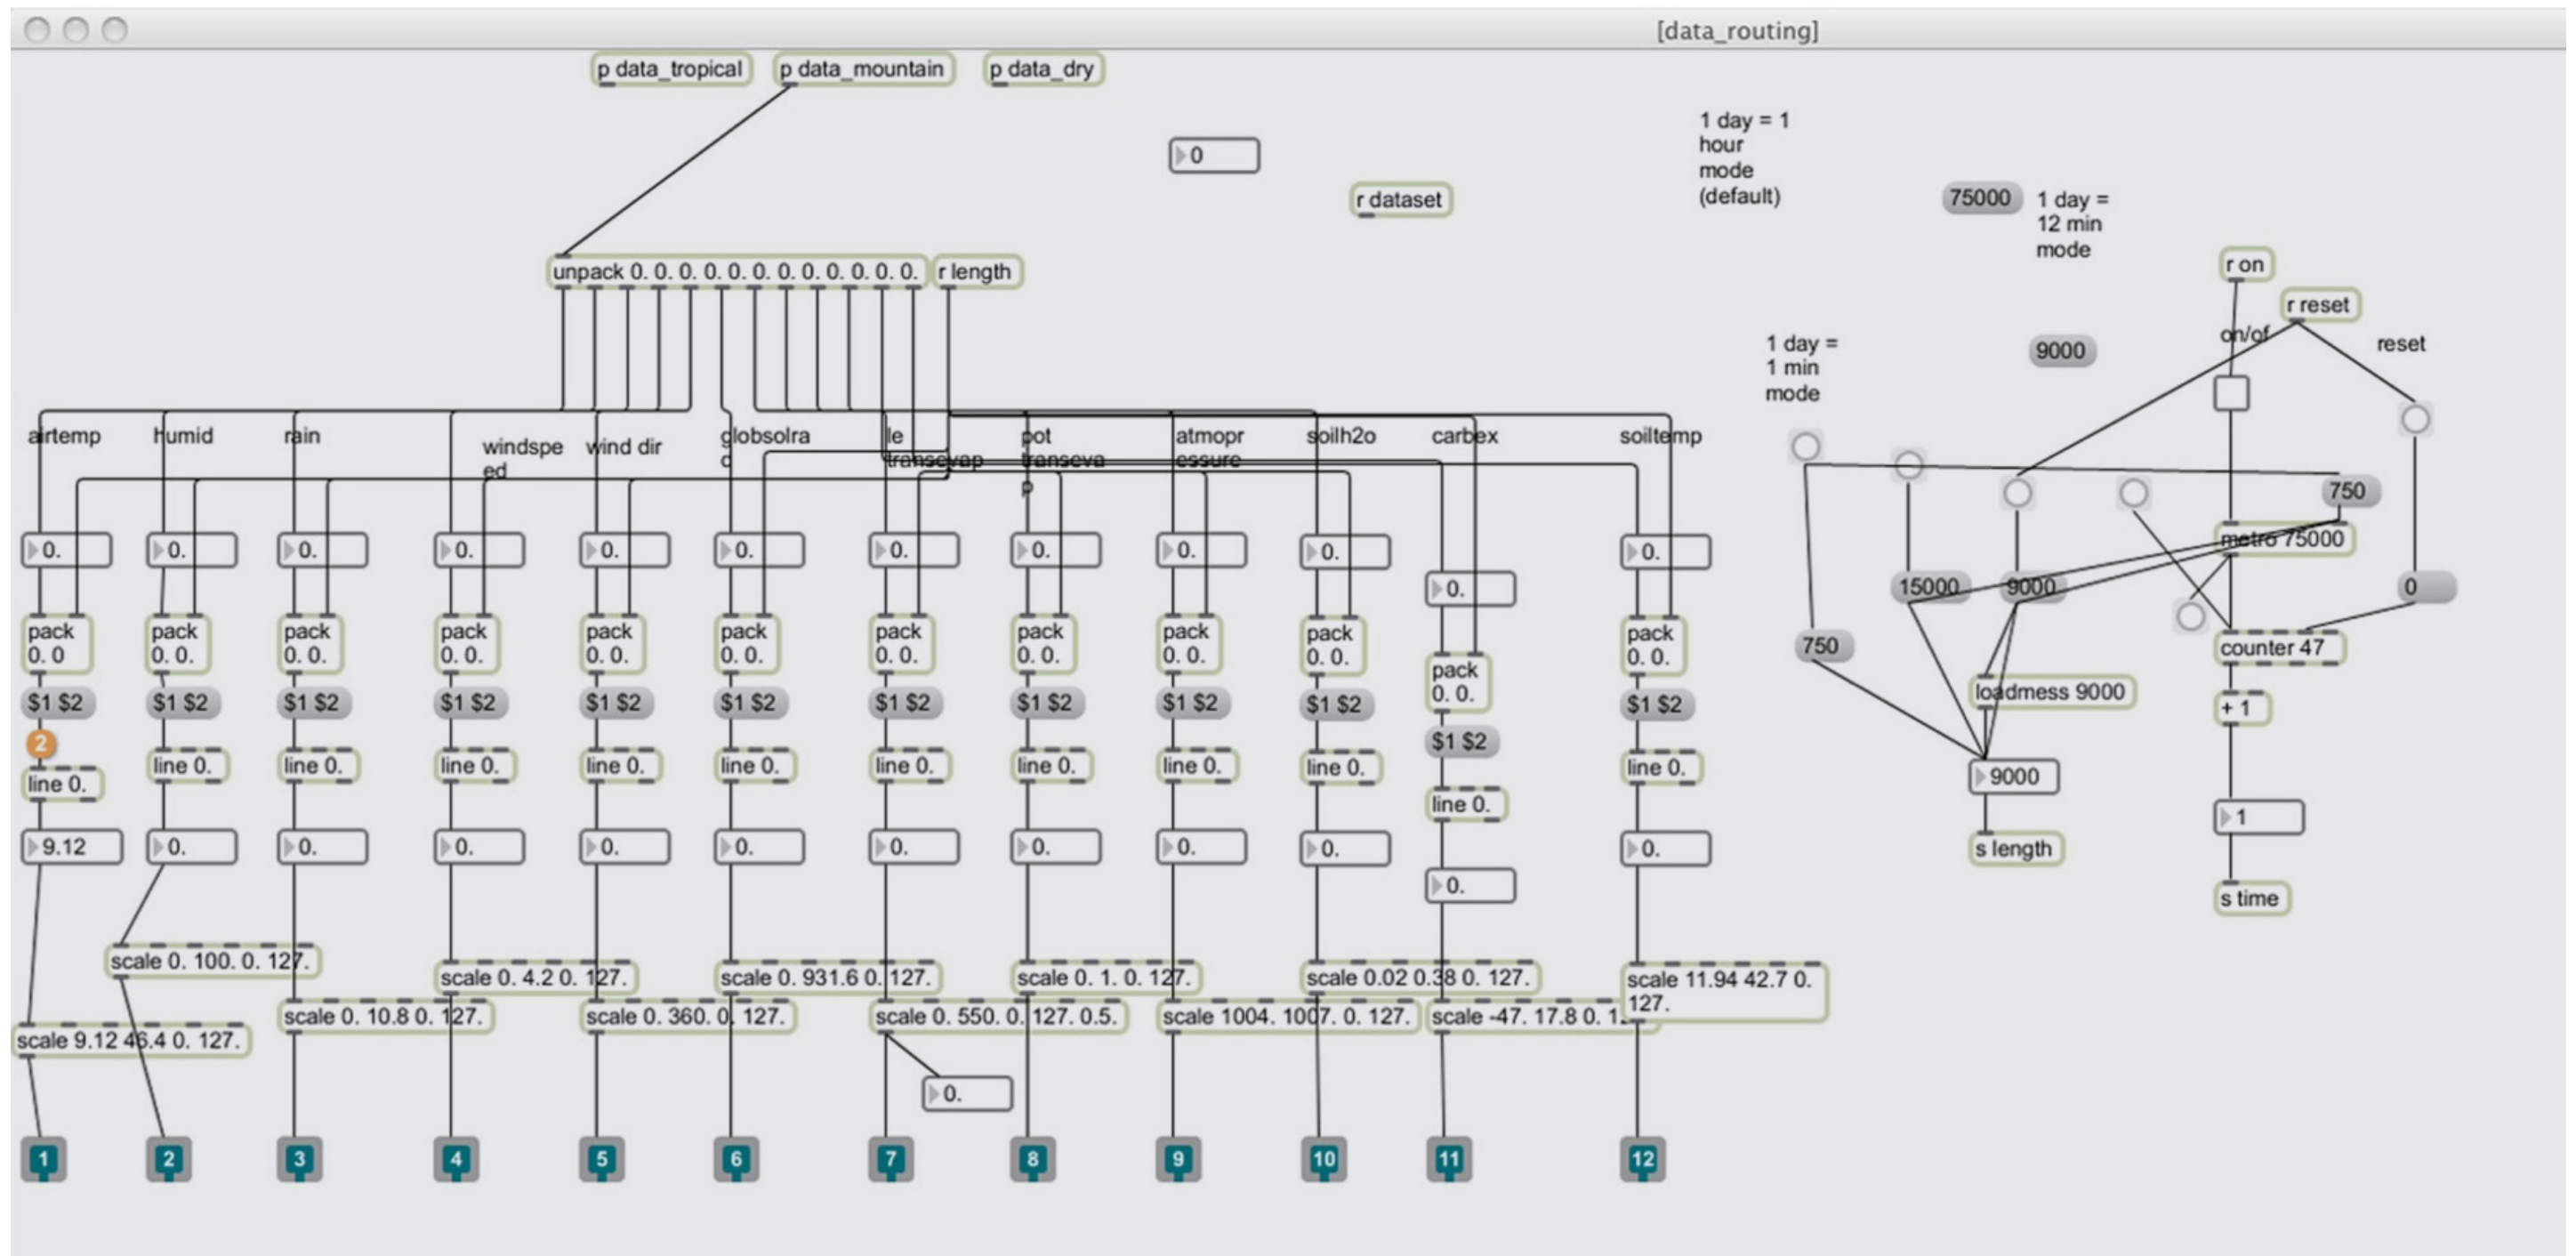 [data_routing]
p data_tropical
p data_mountain
p data_dry
0
r dataset
1 day = 1
hour
mode
(default)
75000
1 day =
12 min
mode
unpack 0. 0. 0. 0. 0. 0. 0. 0. 0. 0. 0. 0.
r length
r on
r reset
on/of
reset
1 day =
1 min
mode
9000
airtemp
humid
rain
windspe
ed
wind dir
globsolra
d
le
transevap
pot
transeva
p
atmopr
essure
soilh2o
carbex
soiltemp
750
metro 75000
0.
0.
0.
0.
0.
0.
0.
0.
0.
0.
0.
0.
15000
9000
0
pack
0. 0
pack
0. 0.
pack
0. 0.
pack
0. 0.
pack
0. 0.
pack
0. 0.
pack
0. 0.
pack
0. 0.
pack
0. 0.
pack
0. 0.
pack
0. 0.
pack
0. 0.
750
counter 47
$1 $2
$1 $2
$1 $2
$1 $2
$1 $2
$1 $2
$1 $2
$1 $2
$1 $2
$1 $2
$1 $2
$1 $2
loadmess 9000
+ 1
2
line 0.
line 0.
line 0.
line 0.
line 0.
line 0.
line 0.
line 0.
line 0.
line 0.
line 0.
line 0.
9000
1
9.12
0.
0.
0.
0.
0.
0.
0.
0.
0.
0.
0.
s length
s time
scale 0. 100. 0. 127.
scale 0. 4.2 0. 127.
scale 0. 931.6 0. 127.
scale 0. 1. 0. 127.
scale 0.02 0.38 0. 127.
scale 11.94 42.7 0.
127.
scale 9.12 46.4 0. 127.
scale 0. 10.8 0. 127.
scale 0. 360. 0. 127.
scale 0. 550. 0. 127. 0.5.
scale 1004. 1007. 0. 127.
scale -47. 17.8 0.
0.
1
2
3
4
5
6
7
8
9
10
11
12